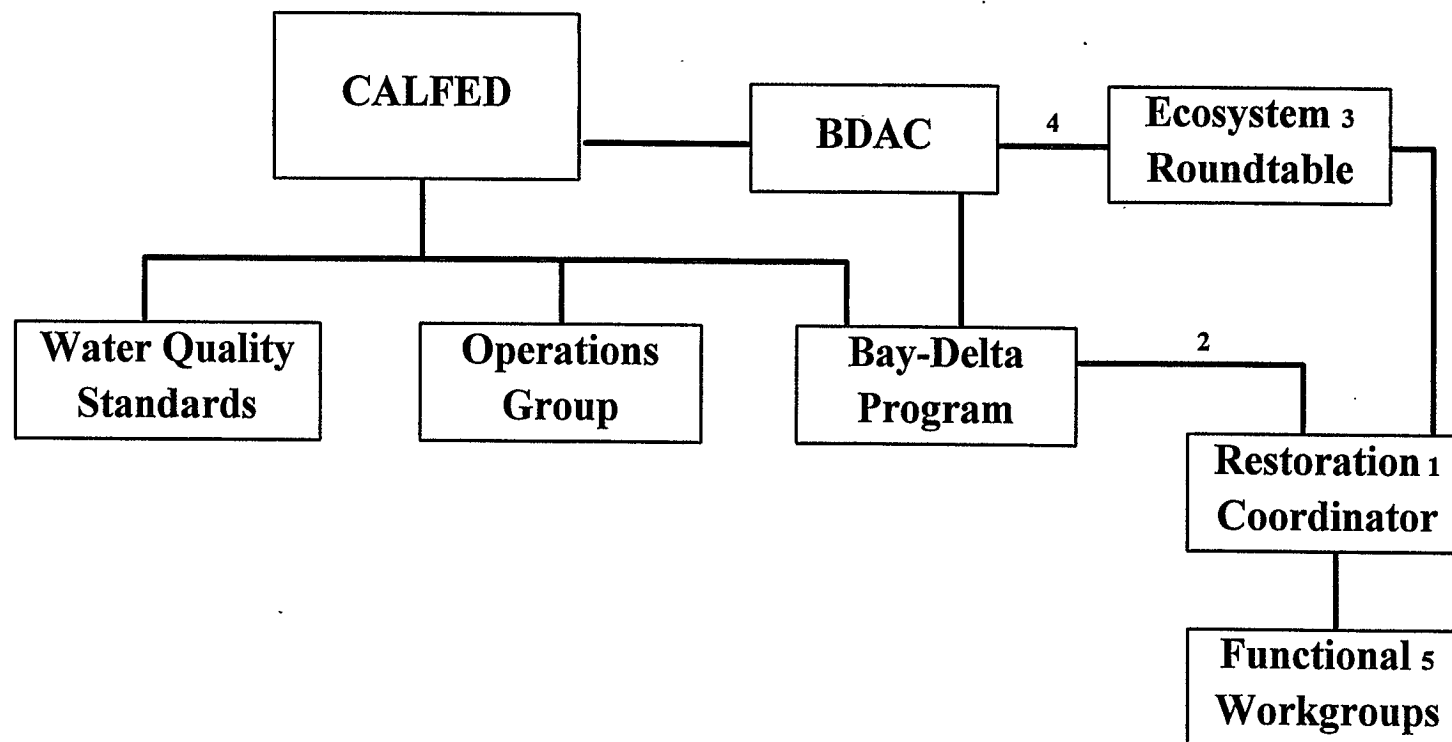 CALFED
BDAC
4
Ecosystem 3
Roundtable
Water Quality
Standards
Operations
Group
Bay-Delta
Program
2
Restoration 1
Coordinator
Functional 5
Workgroups